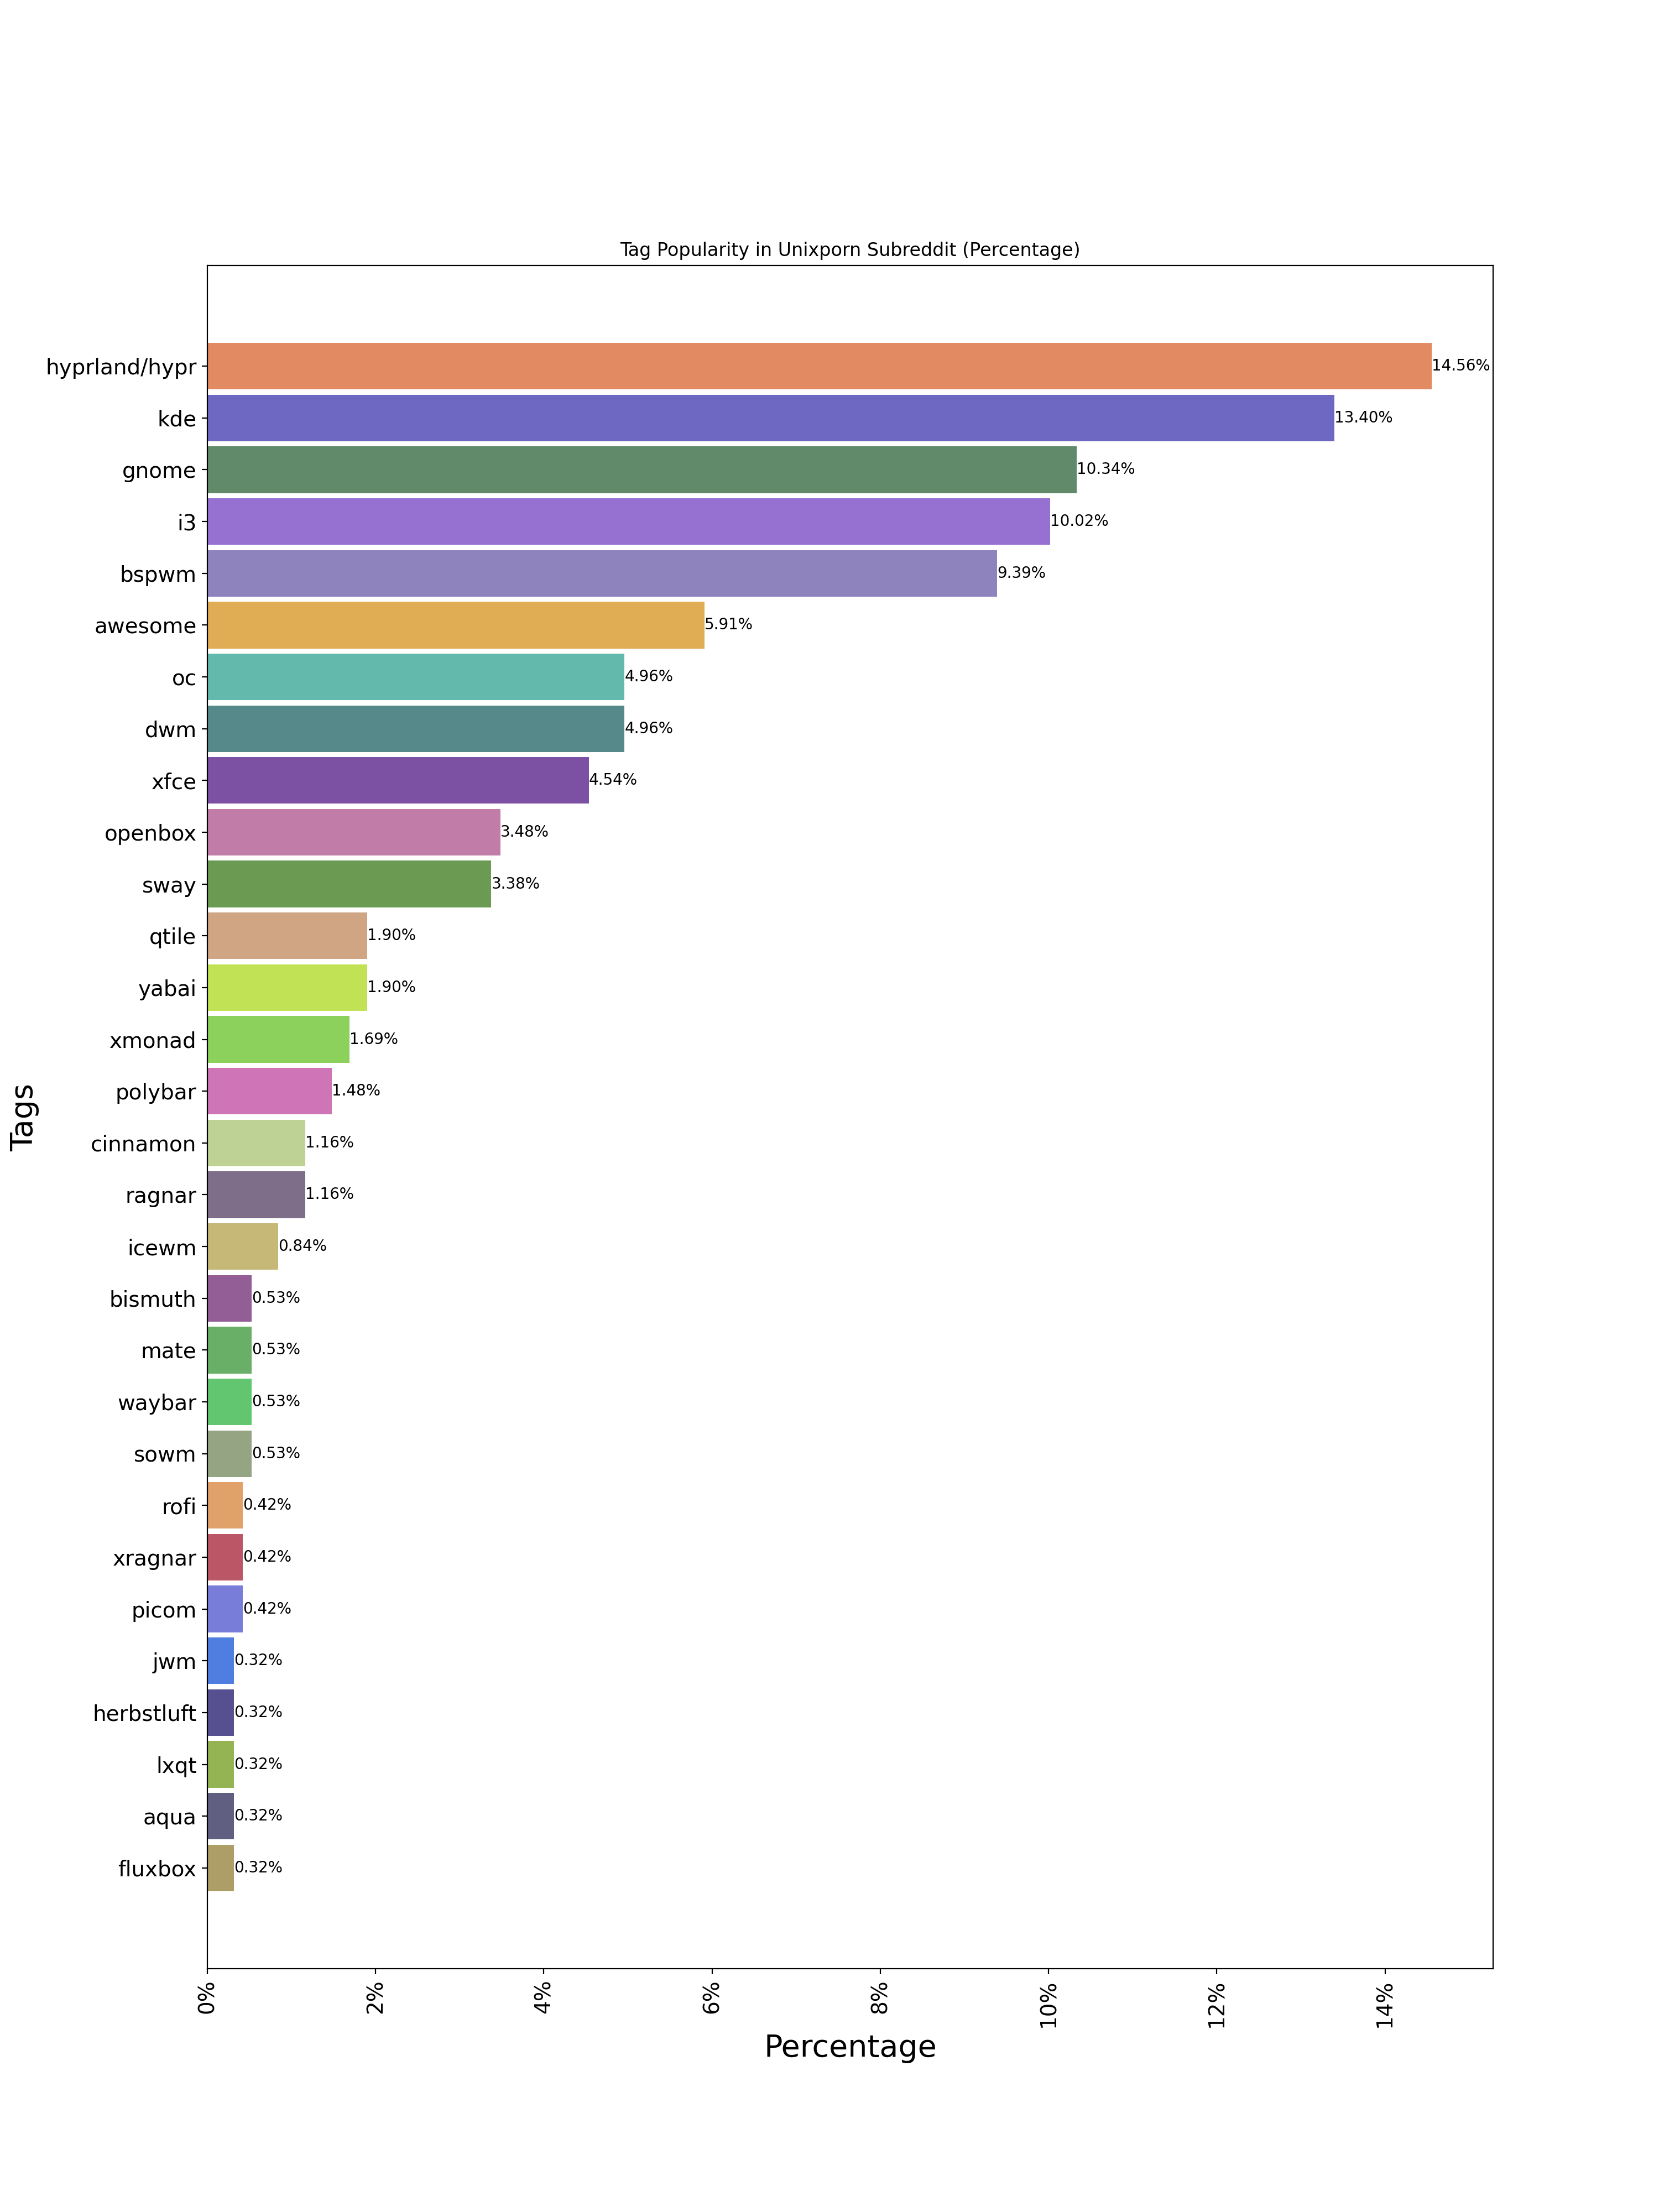 Tag Popularity in Unixporn Subreddit (Percentage)
hyprland/hypr 14.56%
kde 13.40%
gnome 10.34%
i3 10.02%
bspwm 9.39%
awesome 5.91%
oc 4.96%
dwm 4.96%
xfce 4.54%
openbox 3.48%
sway 3.38%
qtile 1.90%
yabai 1.90%
xmonad 1.69%
polybar 1.48%
cinnamon 1.16%
ragnar 1.16%
icewm 0.84%
bismuth 0.53%
mate 0.53%
waybar 0.53%
sowm 0.53%
rofi 0.42%
xragnar 0.42%
picom 0.42%
jwm 0.32%
herbstluft 0.32%
lxqt 0.32%
aqua 0.32%
fluxbox 0.32%
Tags
0% 2% 4% 6% 8% 10% 12% 14%
Percentage